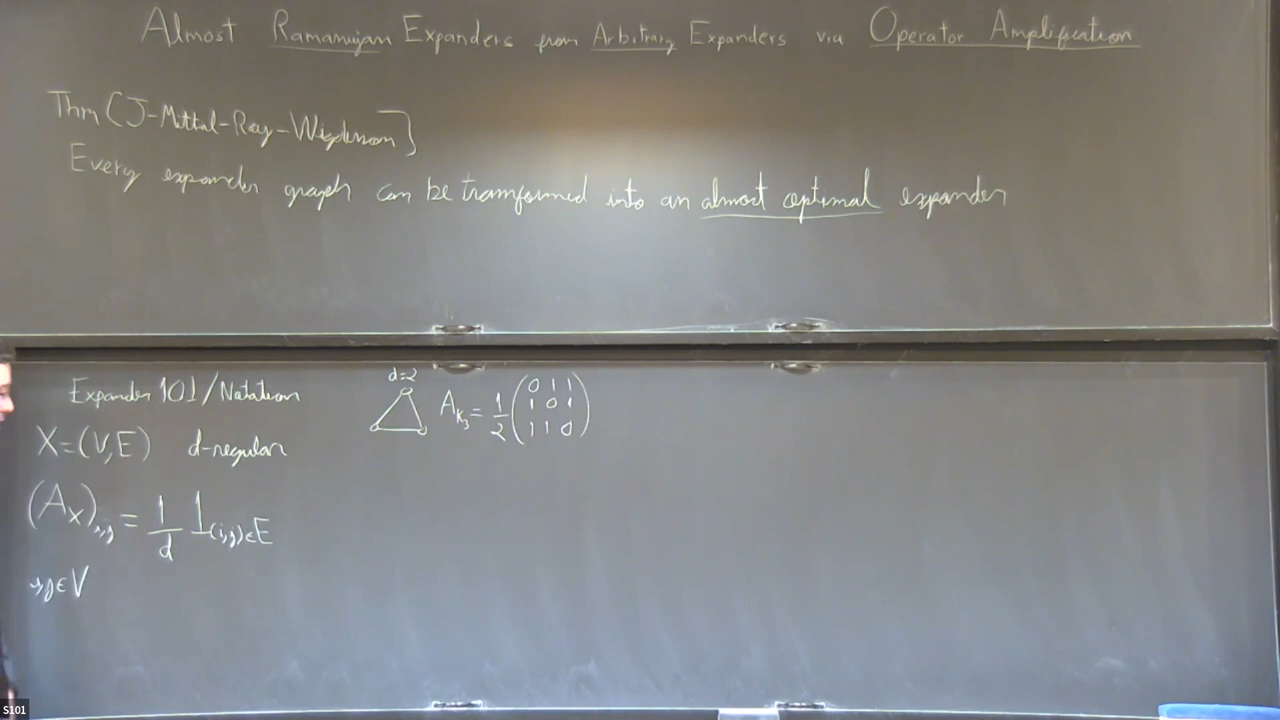 Almost Ramanujan Expanders from Arbitrary Expanders via Operator Amplification
Thm [J-Mittal-Roy-Wigderson]
Every expander graph can be transformed into an almost optimal expander
Expander 101/Notation
X=(V,E) d-regular
(A_X)_{i,j} = 1/d 1_{(i,j)∈E}
i,j∈V
d=2
A_{K_3} = 1/2 (0 1 1
1 0 1
1 1 0)
S101